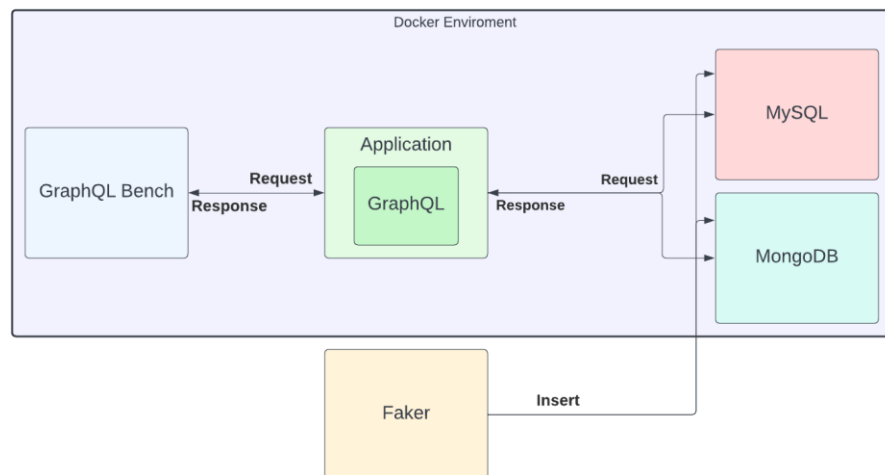 Docker Enviroment
MySQL
Application
GraphQL Bench
Request
Response
GraphQL
Request
Response
MongoDB
Faker
Insert